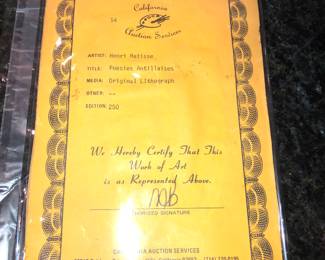 California
54
Auction Services
ARTIST: Henri Matisse
TITLE: Poesies Antillaises
MEDIA: Original Lithograph
OTHER: --
EDITION: 250
We Hereby Certify That This
Work of Art
is as Represented Above.
AUTHORIZED SIGNATURE
CALIFORNIA AUCTION SERVICES